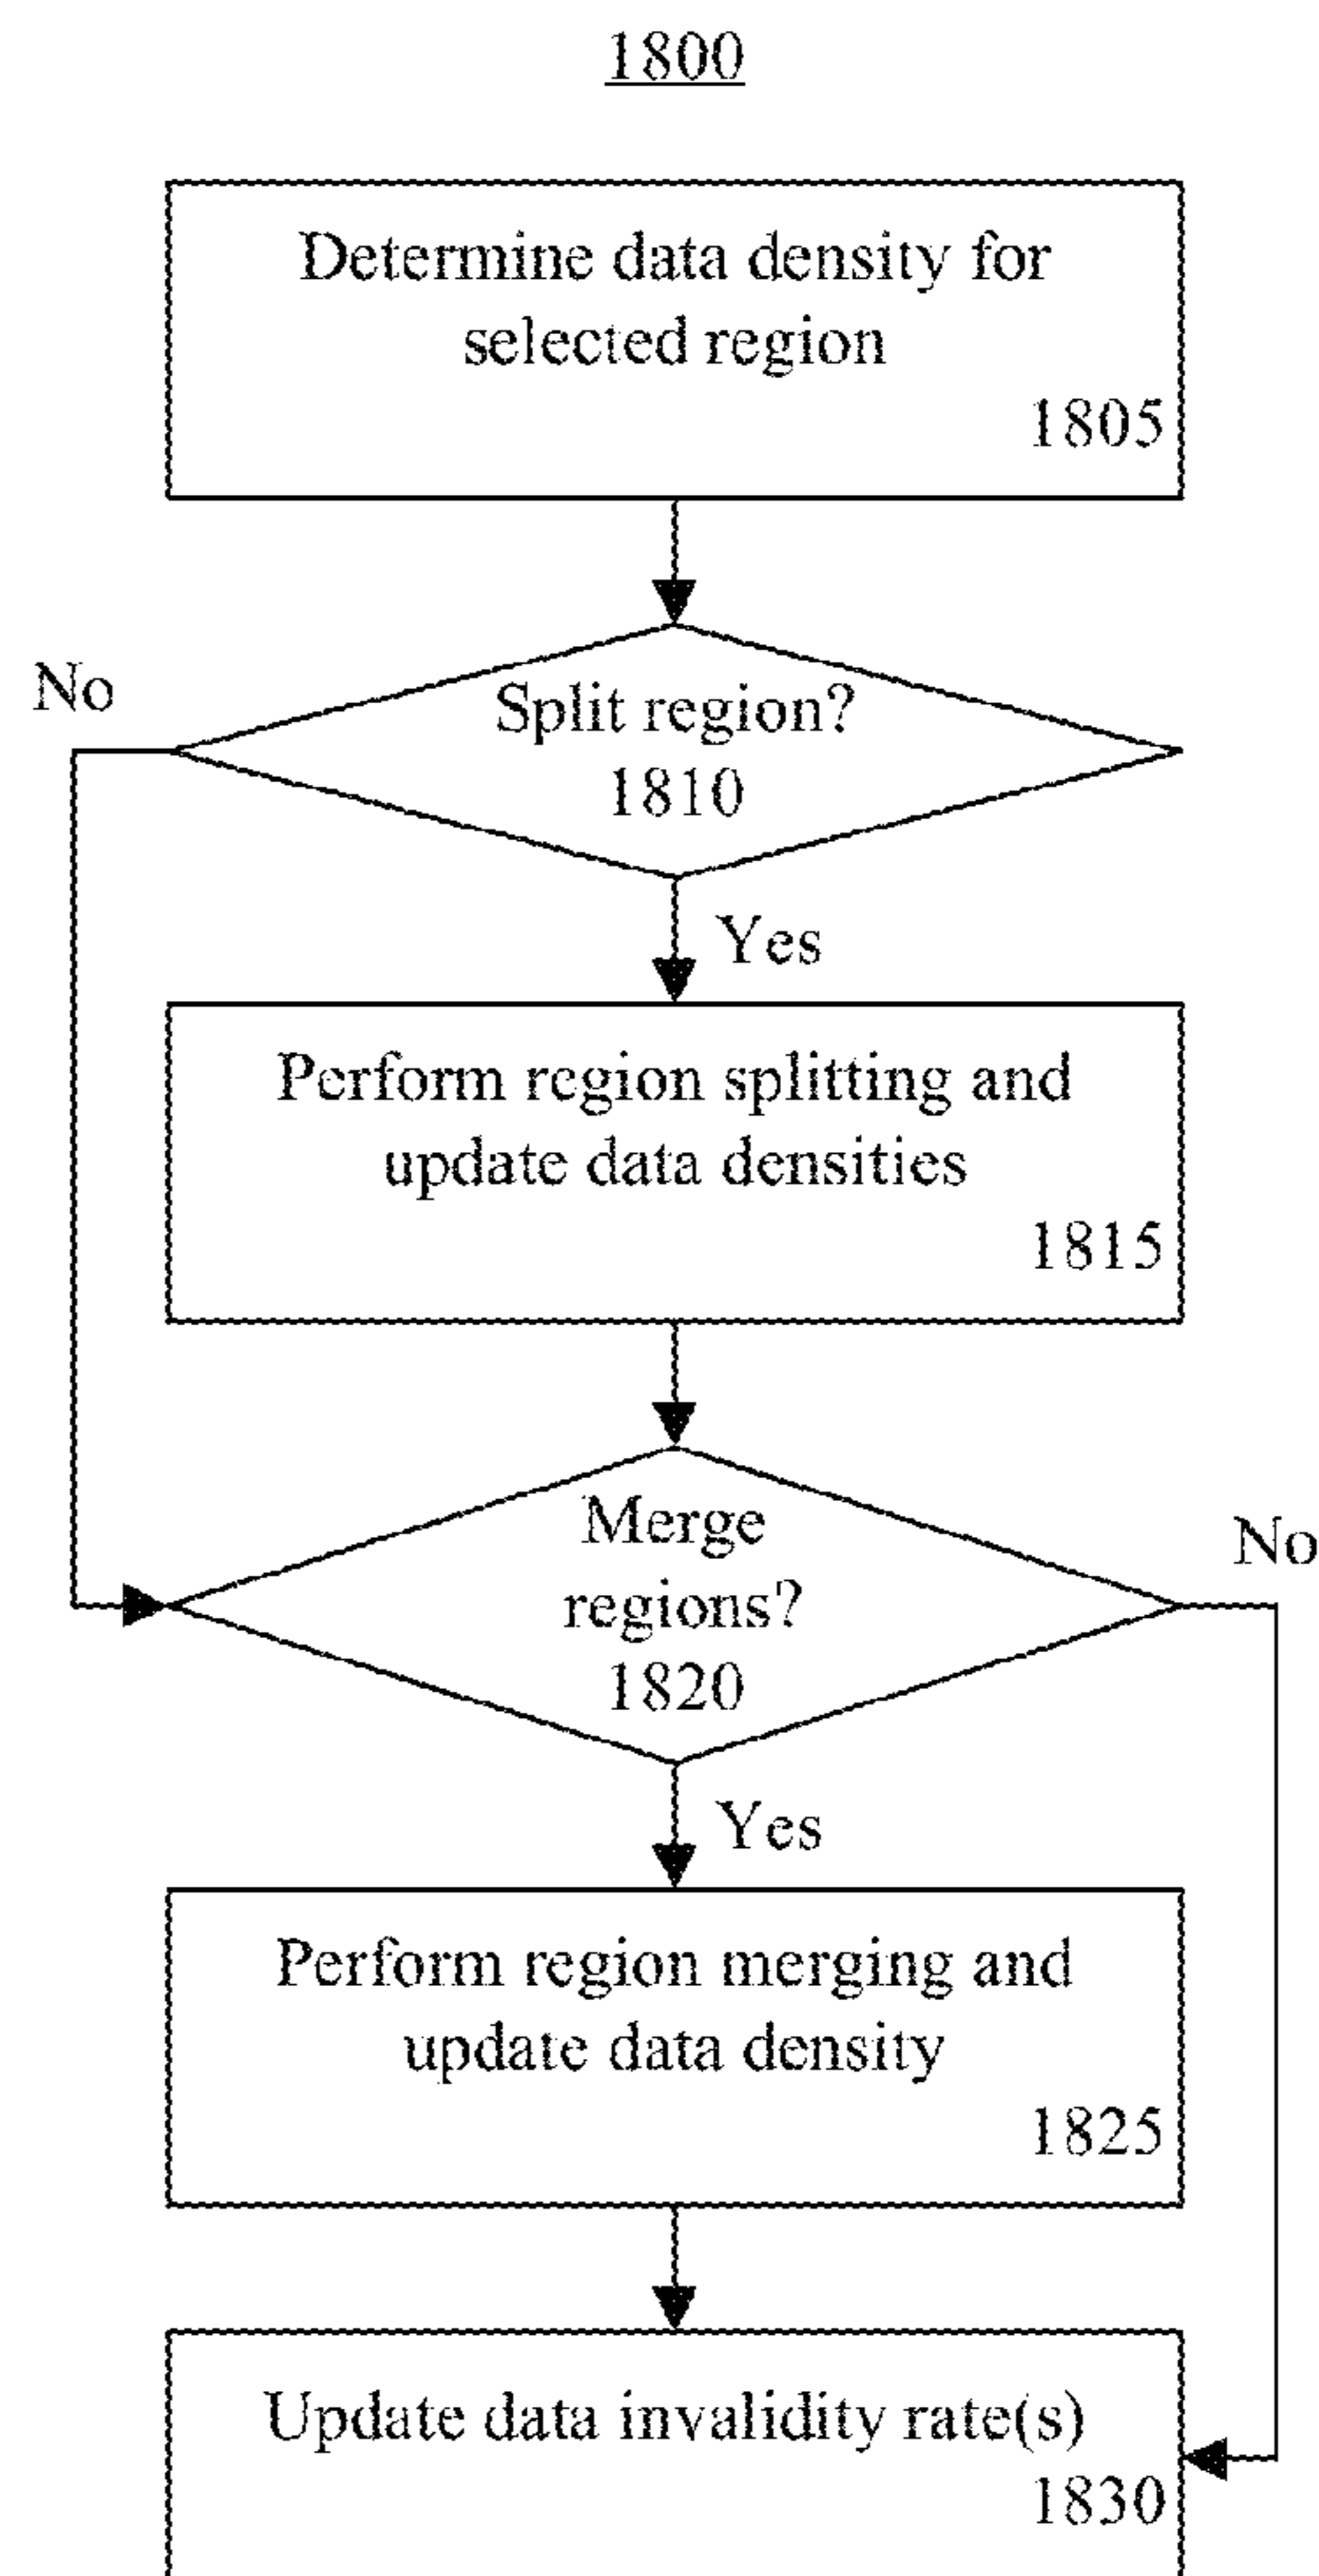 1800
Determine data density for
selected region
1805
No
Split region?
1810
Yes
Perform region splitting and
update data densities
1815
Merge
regions?
1820
No
Yes
Perform region merging and
update data density
1825
Update data invalidity rate(s)
1830